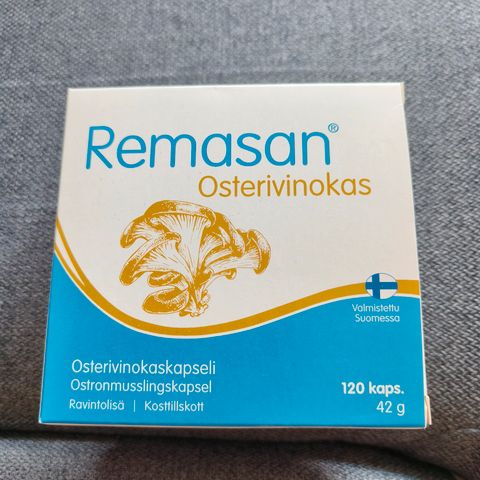 Remasan®
Osterivinokas
Valmistettu
Suomessa
Osterivinokaskapseli
Ostronmusslingskapsel
Ravintolisä | Kosttillskott
120 kaps.
42 g